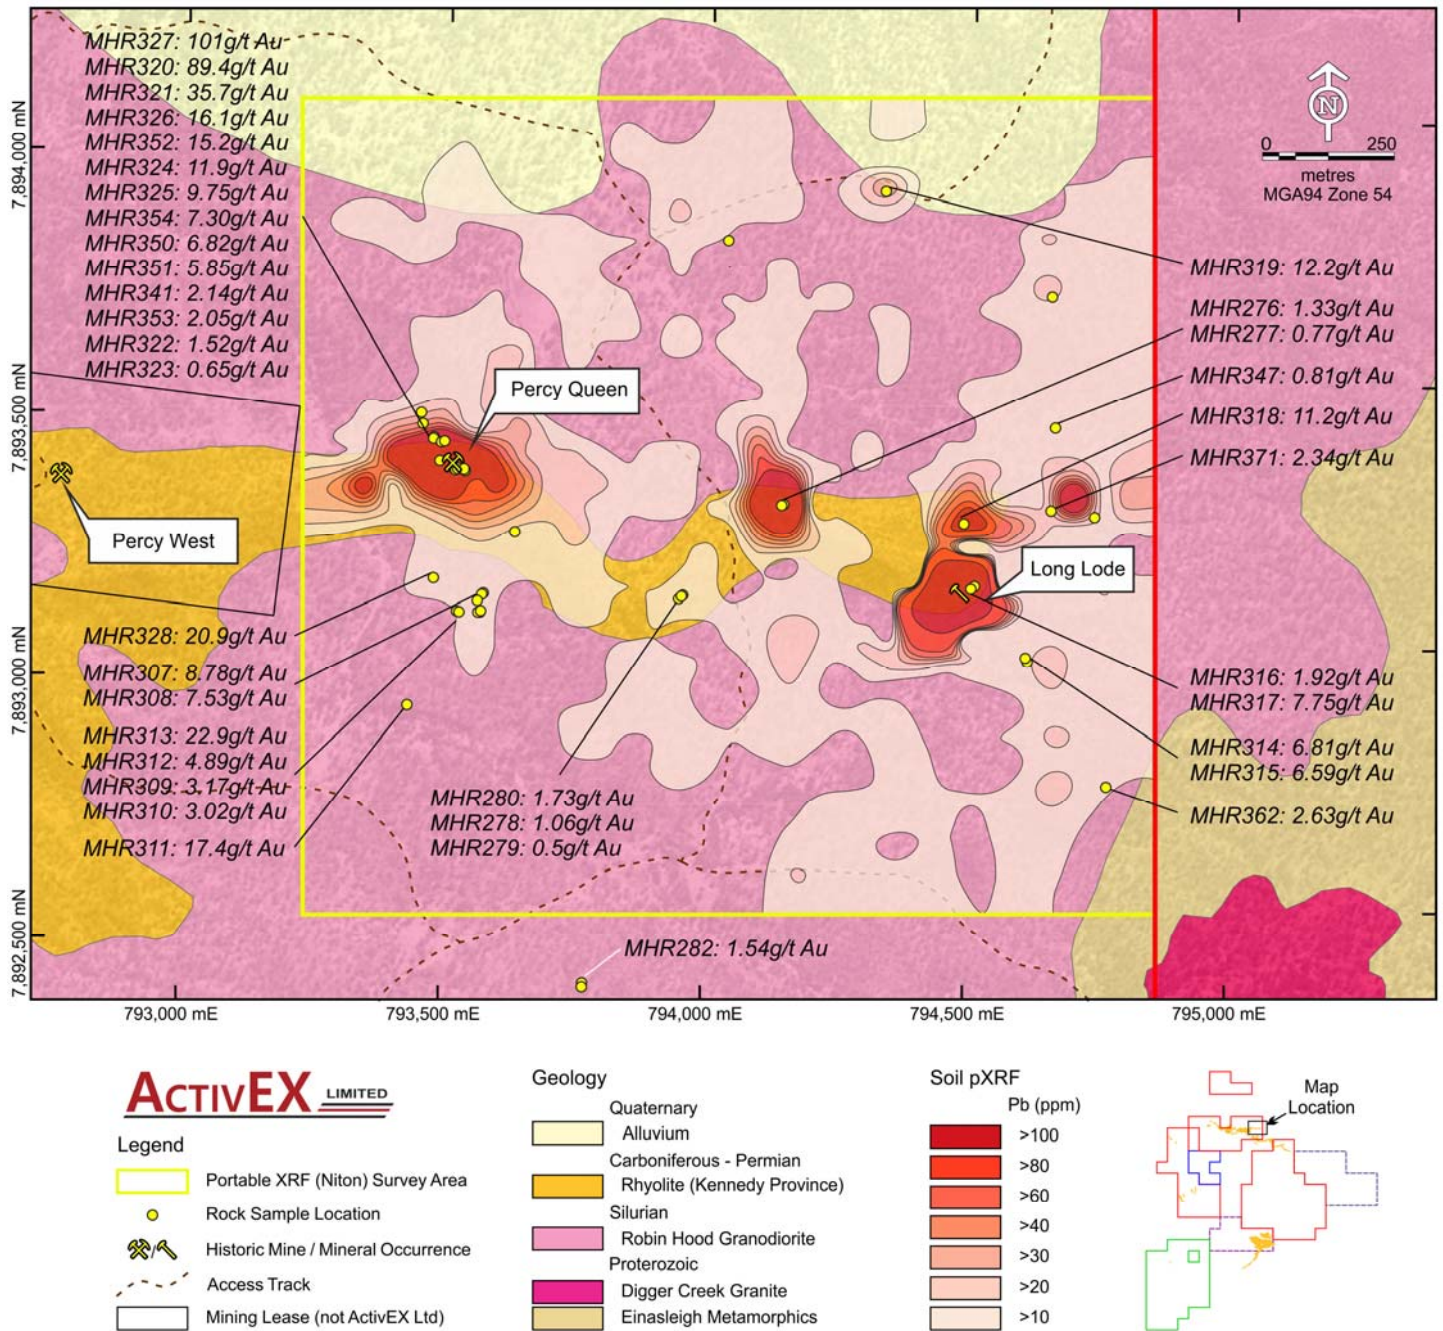 MHR327: 101g/t Au
MHR320: 89.4g/t Au
MHR321: 35.7g/t Au
MHR326: 16.1g/t Au
MHR352: 15.2g/t Au
MHR324: 11.9g/t Au
MHR325: 9.75g/t Au
MHR354: 7.30g/t Au
MHR350: 6.82g/t Au
MHR351: 5.85g/t Au
MHR341: 2.14g/t Au
MHR353: 2.05g/t Au
MHR322: 1.52g/t Au
MHR323: 0.65g/t Au
N
0 250
metres
MGA94 Zone 54
MHR319: 12.2g/t Au
MHR276: 1.33g/t Au
MHR277: 0.77g/t Au
MHR347: 0.81g/t Au
MHR318: 11.2g/t Au
MHR371: 2.34g/t Au
Percy Queen
Percy West
Long Lode
MHR328: 20.9g/t Au
MHR307: 8.78g/t Au
MHR308: 7.53g/t Au
MHR313: 22.9g/t Au
MHR312: 4.89g/t Au
MHR309: 3.17g/t Au
MHR310: 3.02g/t Au
MHR311: 17.4g/t Au
MHR280: 1.73g/t Au
MHR278: 1.06g/t Au
MHR279: 0.5g/t Au
MHR316: 1.92g/t Au
MHR317: 7.75g/t Au
MHR314: 6.81g/t Au
MHR315: 6.59g/t Au
MHR362: 2.63g/t Au
MHR282: 1.54g/t Au
7,894,000 mN
7,893,500 mN
7,893,000 mN
7,892,500 mN
793,000 mE
793,500 mE
794,000 mE
794,500 mE
795,000 mE
ACTIVEX LIMITED
Legend
Portable XRF (Niton) Survey Area
Rock Sample Location
Historic Mine / Mineral Occurrence
Access Track
Mining Lease (not ActivEX Ltd)
Geology
Quaternary
Alluvium
Carboniferous - Permian
Rhyolite (Kennedy Province)
Silurian
Robin Hood Granodiorite
Proterozoic
Digger Creek Granite
Einasleigh Metamorphics
Soil pXRF
Pb (ppm)
>100
>80
>60
>40
>30
>20
>10
Map
Location